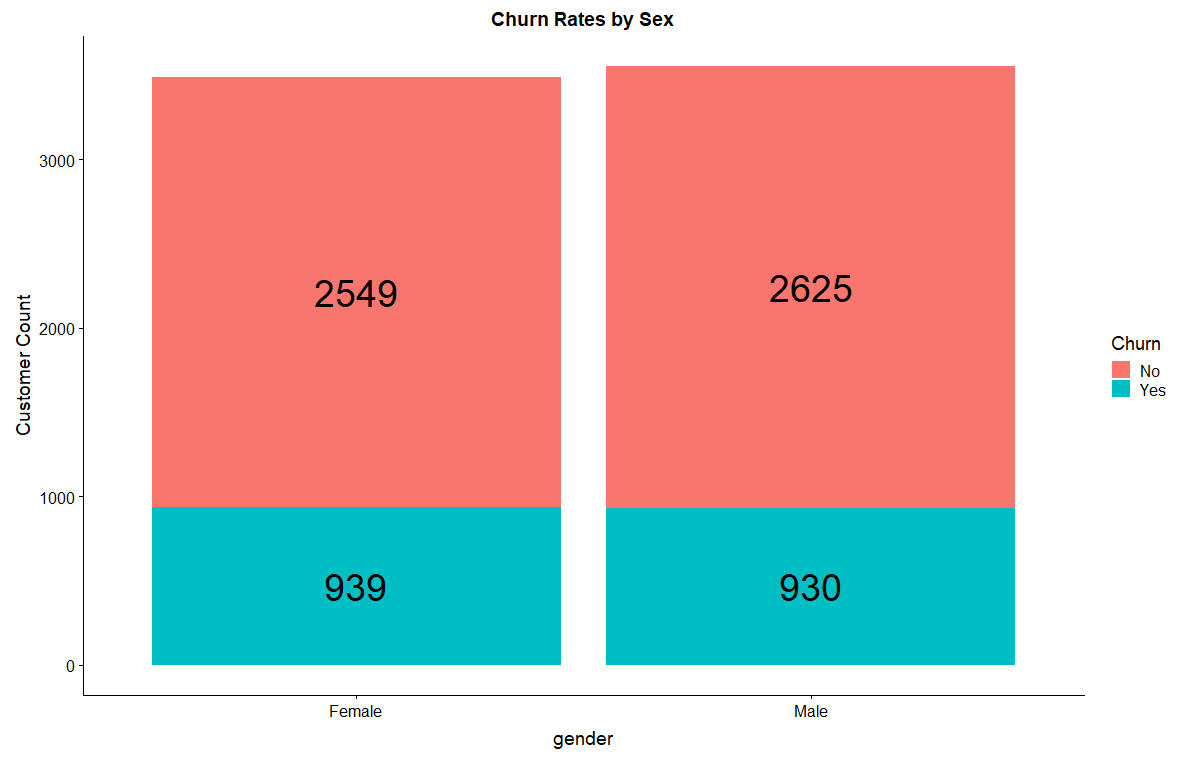 Churn Rates by Sex
Customer Count
3000
2000
1000
0
2549
2625
939
930
Female
Male
gender
Churn
No
Yes